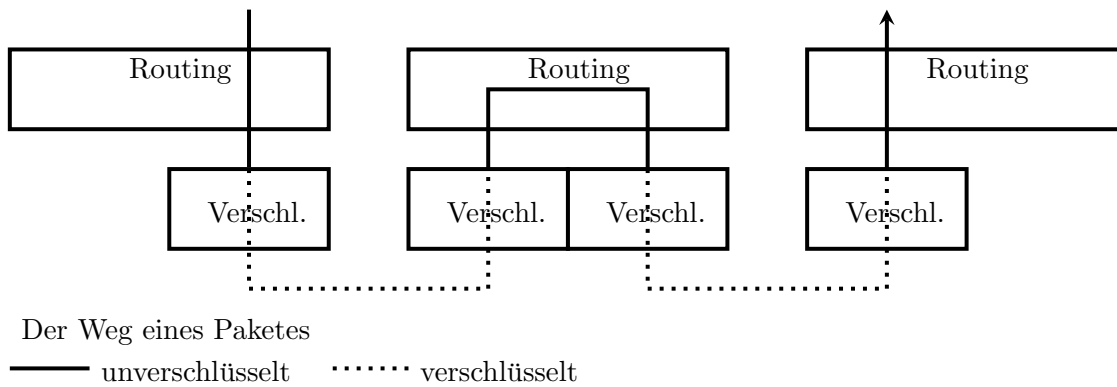 Routing Routing Routing
Verschl. Verschl. Verschl. Verschl.
Der Weg eines Paketes
unverschlüsselt verschlüsselt